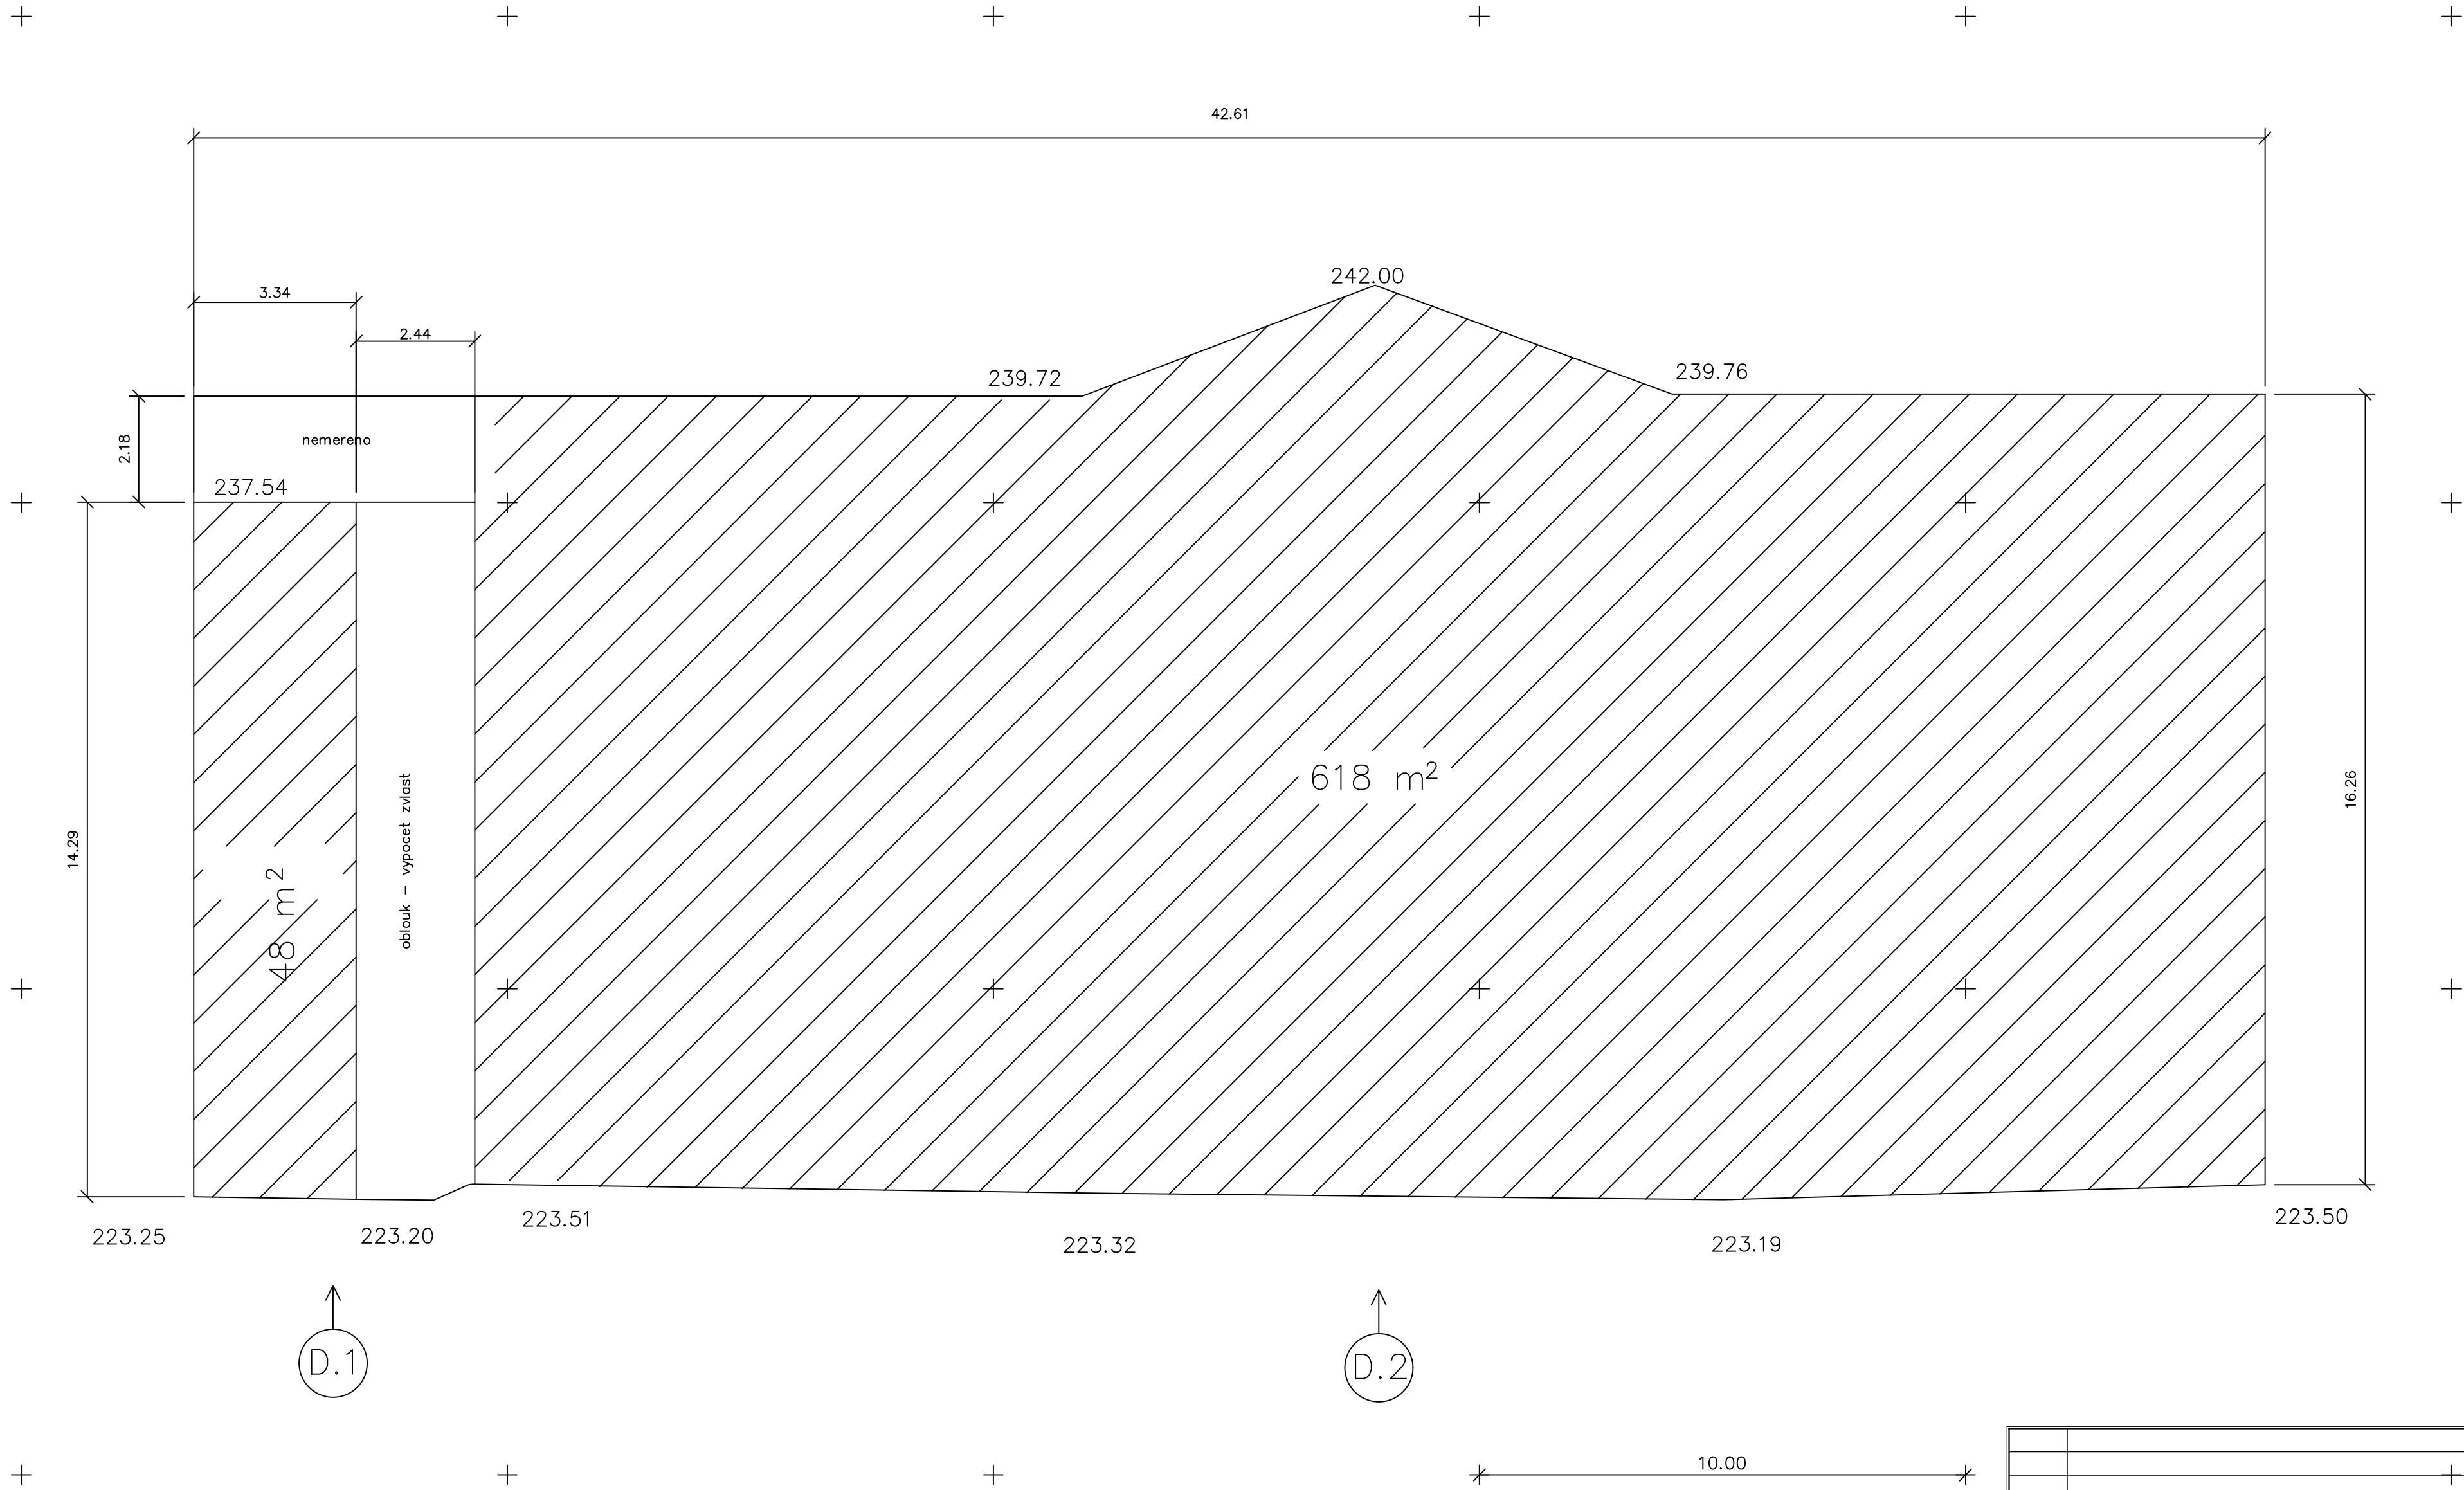 42.61
242.00
3.34
2.44
239.72
239.76
2.18
nemereno
237.54
618 m²
16.26
oblouk – vypocet zvlast
14.29
48 m²
223.25
223.20
223.51
223.32
223.19
223.50
D.1
D.2
10.00